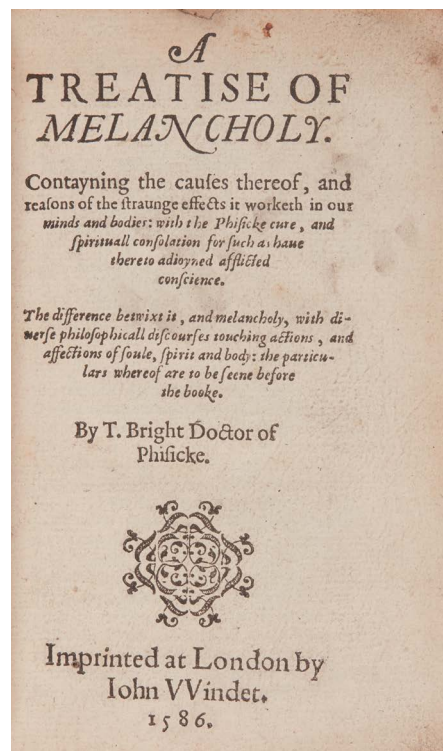 A
TREATISE OF
MELANCHOLY.
Contayning the cauſes thereof, and
reaſons of the ſtraunge effects it worketh in our
minds and bodies: with the Phiſicke cure, and
ſpirituall conſolation for ſuch as haue
thereto adioyned afflicted
conſcience.
The difference betwixt it, and melancholy, with di-
uerſe philoſophicall diſcourſes touching actions, and
affections of ſoule, ſpirit and body: the particu-
lars whereof are to be ſeene before
the booke.
By T. Bright Doctor of
Phiſicke.
Imprinted at London by
Iohn VVindet.
1586.